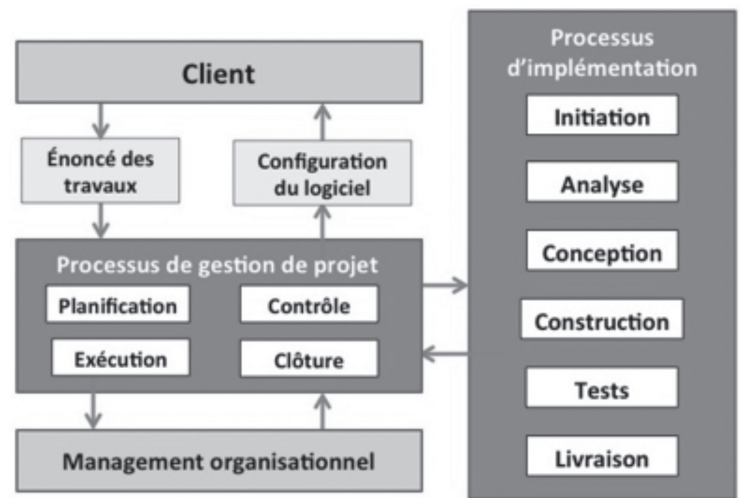 Client
Énoncé des
travaux
Configuration
du logiciel
Processus de gestion de projet
Planification
Contrôle
Exécution
Clôture
Management organisationnel
Processus
d'implémentation
Initiation
Analyse
Conception
Construction
Tests
Livraison